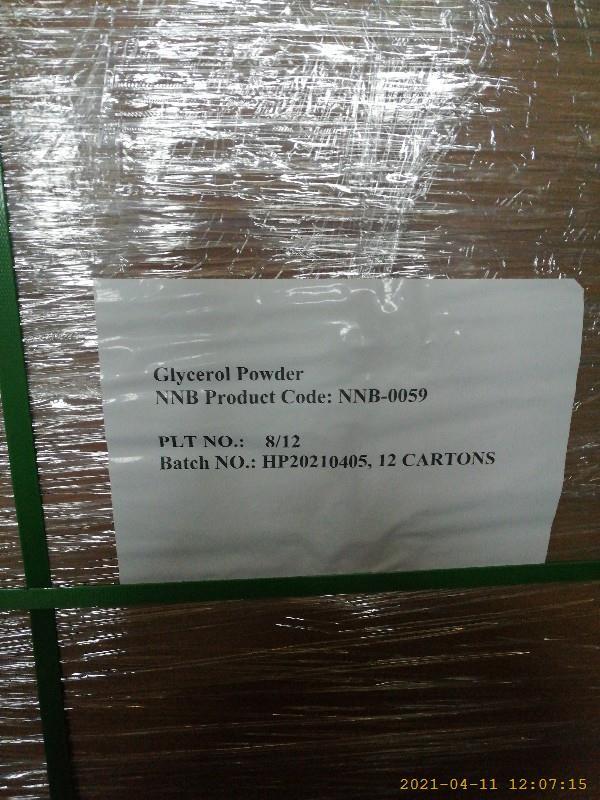 Glycerol Powder
NNB Product Code: NNB-0059
PLT NO.: 8/12
Batch NO.: HP20210405, 12 CARTONS
2021-04-11 12:07:15